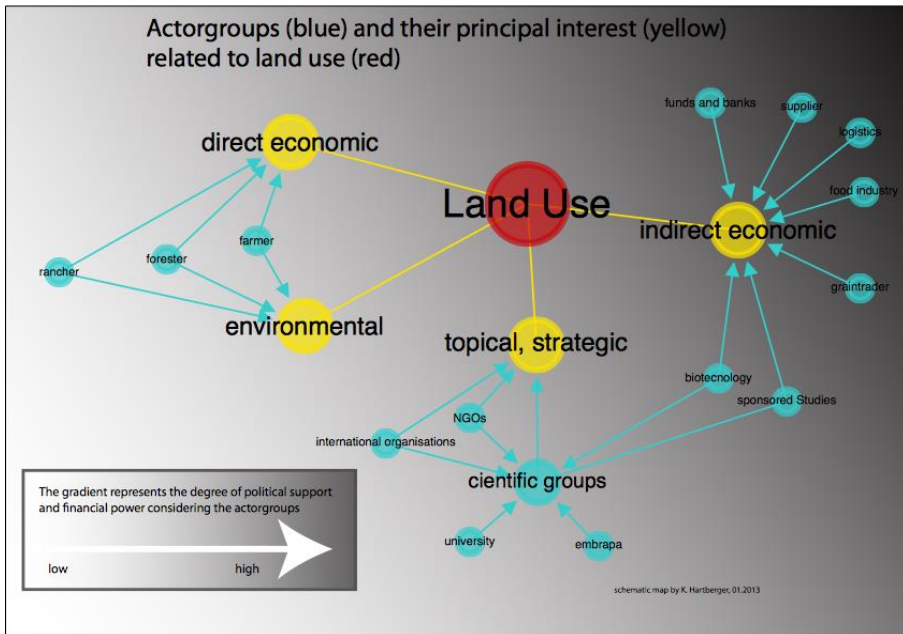 Actorgroups (blue) and their principal interest (yellow)
related to land use (red)
funds and banks
supplier
logistics
direct economic
food industry
Land Use
indirect economic
farmer
forester
rancher
graintrader
environmental
topical, strategic
biotecnology
sponsored Studies
NGOs
international organisations
cientific groups
The gradient represents the degree of political support
and financial power considering the actorgroups
low high
university
embrapa
schematic map by K. Hartberger, 01.2013